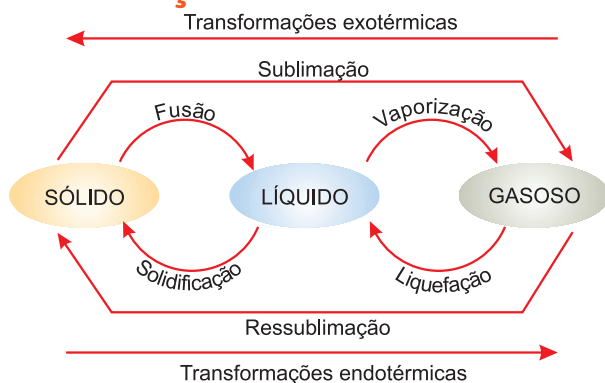 Transformações exotérmicas
Sublimação
Fusão
Vaporização
SÓLIDO
LÍQUIDO
GASOSO
Solidificação
Liquefação
Ressublimação
Transformações endotérmicas